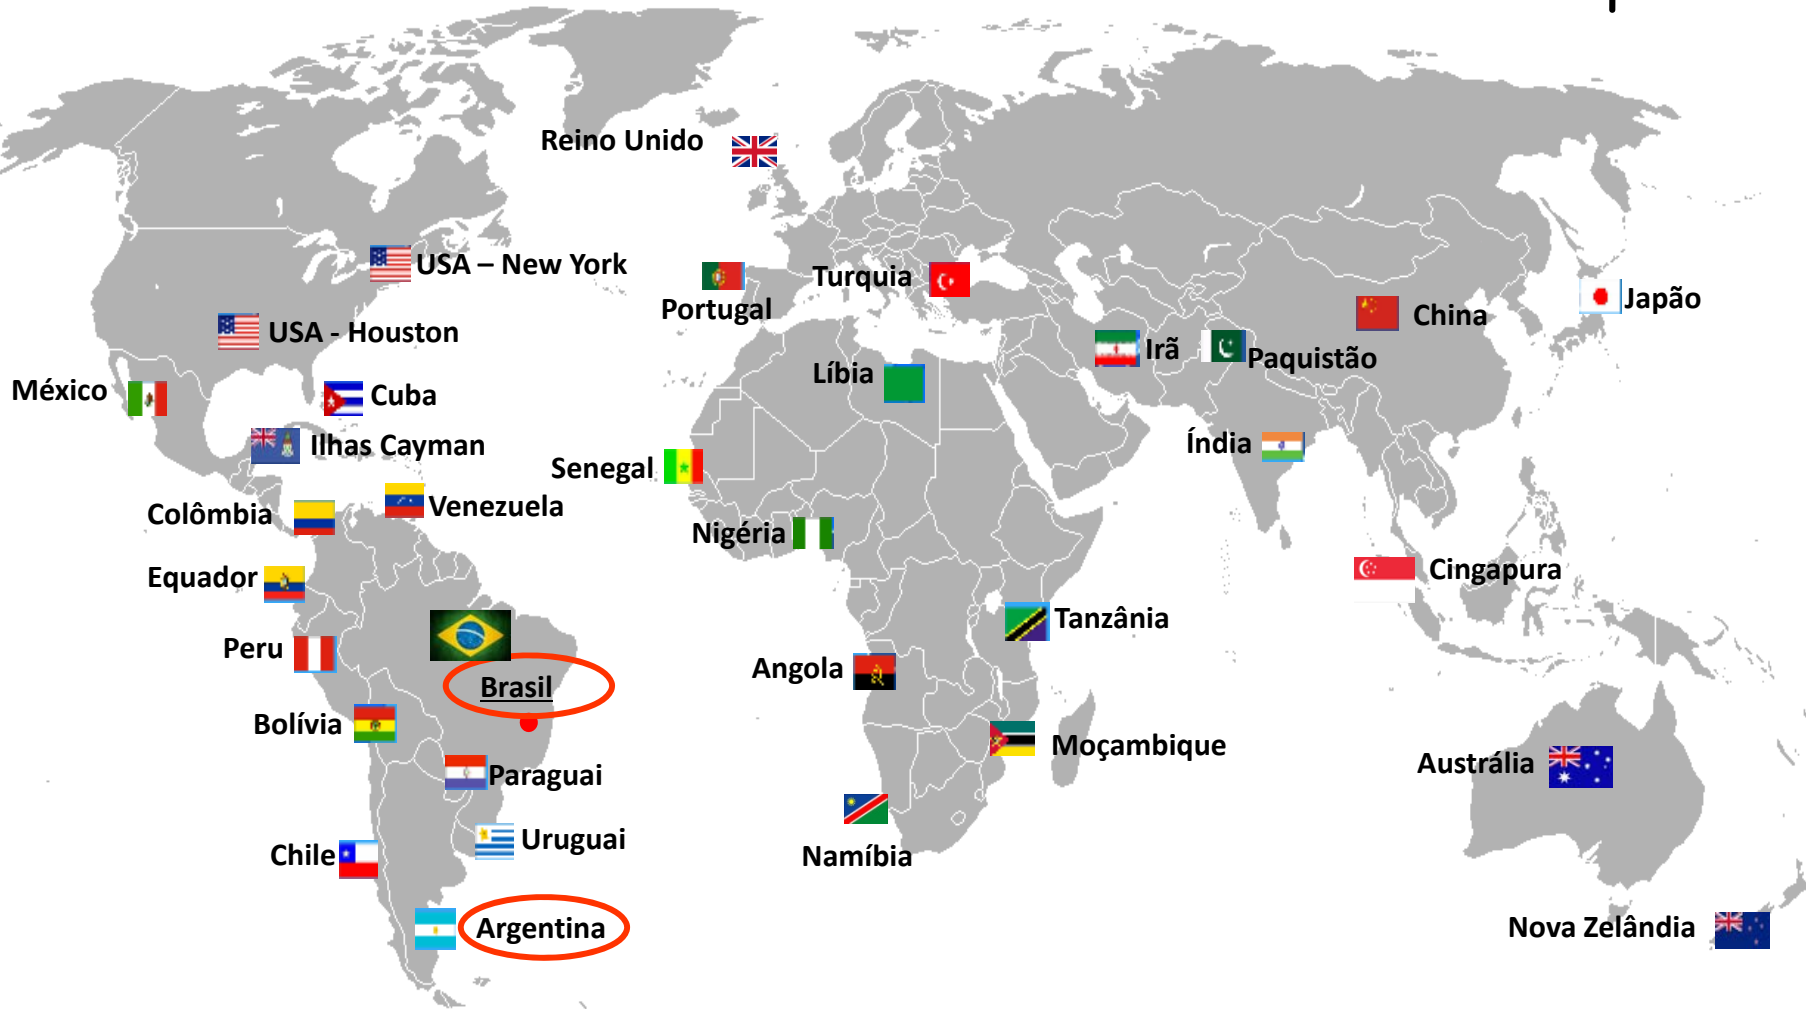 Reino Unido
USA – New York
Portugal
Turquia
Japão
China
USA - Houston
Irã
Paquistão
México
Cuba
Líbia
Ilhas Cayman
Índia
Senegal
Venezuela
Colômbia
Nigéria
Cingapura
Equador
Tanzânia
Peru
Angola
Brasil
Bolívia
Moçambique
Austrália
Paraguai
Uruguai
Chile
Namíbia
Argentina
Nova Zelândia